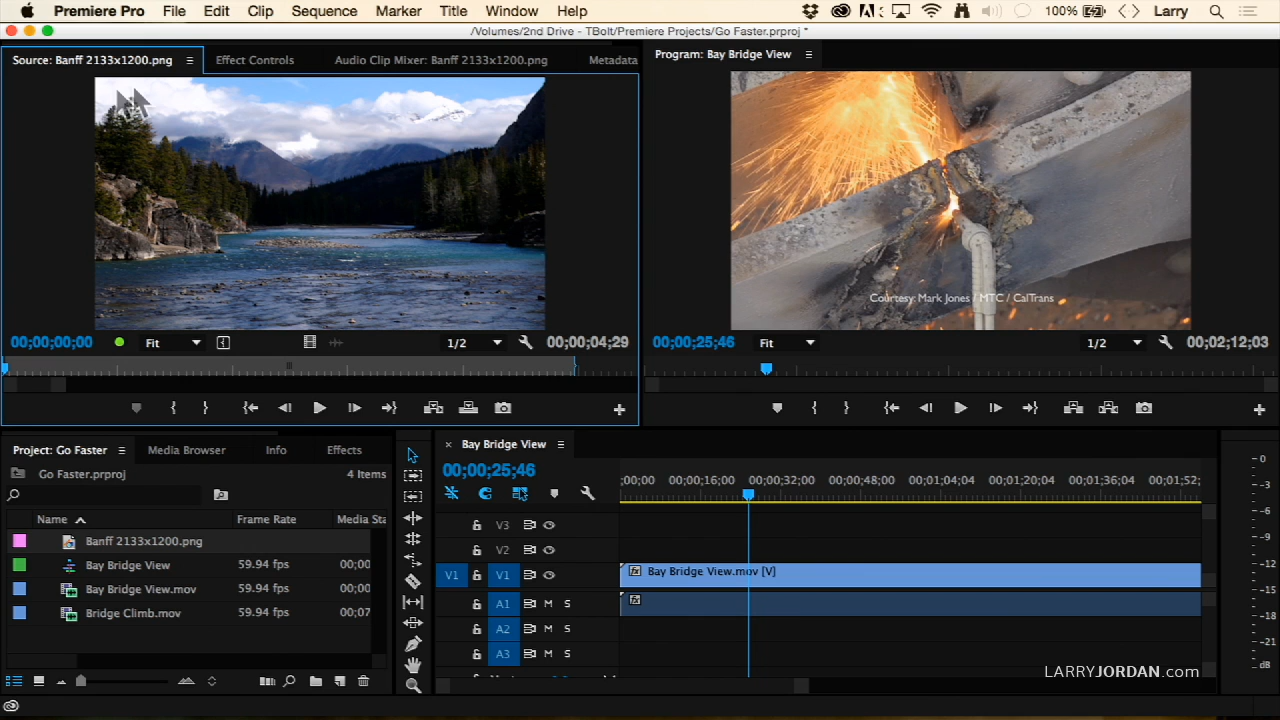 Premiere Pro File Edit Clip Sequence Marker Title Window Help 100% Larry
/Volumes/2nd Drive - TBolt/Premiere Projects/Go Faster.prproj *
Source: Banff 2133x1200.png Effect Controls Audio Clip Mixer: Banff 2133x1200.png Metadata
Program: Bay Bridge View
Courtesy: Mark Jones / MTC / CalTrans
00;00;00;00 Fit 1/2 00;00;04;29
00;00;25;46 Fit 1/2 00;02;12;03
Project: Go Faster Media Browser Info Effects
Go Faster.prproj 4 Items
Name Frame Rate Media Sta
Banff 2133x1200.png
Bay Bridge View 59.94 fps 00;00
Bay Bridge View.mov 59.94 fps 00;00
Bridge Climb.mov 59.94 fps 00;07
× Bay Bridge View
00;00;25;46
;00;00 00;00;16;00 00;00;32;00 00;00;48;00 00;01;04;04 00;01;20;04 00;01;36;04 00;01;52;
V3
V2
V1 V1 Bay Bridge View.mov [V]
A1 M S
A2 M S
A3 M S
0
-3
-6
-9
-12
-15
-18
-21
dB
LARRYJORDAN.com